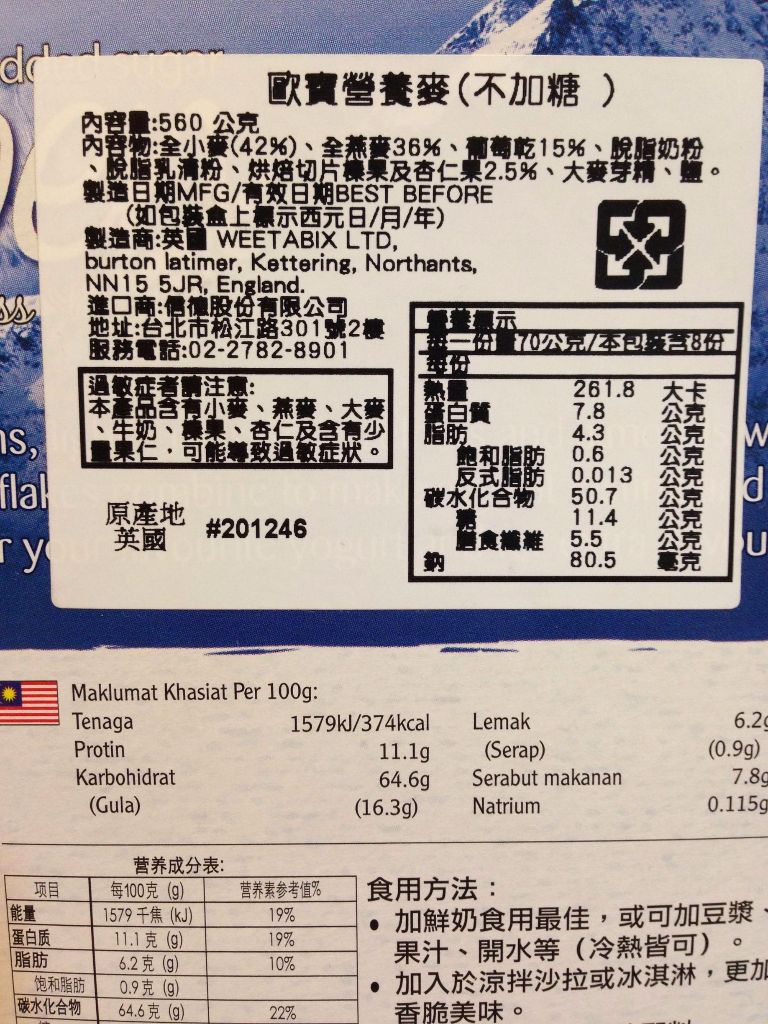 dded sugar
歐寶營養麥(不加糖 )
內容量:560 公克
內容物:全小麥(42%)、全燕麥36%、葡萄乾15%、脫脂奶粉
、脫脂乳清粉、烘焙切片榛果及杏仁果2.5%、大麥芽精、鹽。
製造日期MFG/有效日期BEST BEFORE
(如包裝盒上標示西元日/月/年)
製造商:英國 WEETABIX LTD,
burton latimer, Kettering, Northants,
NN15 5JR, England.
進口商:信德股份有限公司
地址:台北市松江路301號2樓
服務電話:02-2782-8901
過敏症者請注意:
本產品含有小麥、燕麥、大麥
、牛奶、榛果、杏仁及含有少
量果仁,可能導致過敏症狀。
原產地
英國
#201246
營養標示
每一份量70公克/本包裝含8份
每份
熱量 261.8 大卡
蛋白質 7.8 公克
脂肪 4.3 公克
飽和脂肪 0.6 公克
反式脂肪 0.013 公克
碳水化合物 50.7 公克
糖 11.4 公克
膳食纖維 5.5 公克
鈉 80.5 毫克
Maklumat Khasiat Per 100g:
Tenaga 1579kJ/374kcal Lemak 6.2g
Protin 11.1g (Serap) (0.9g)
Karbohidrat 64.6g Serabut makanan 7.8g
(Gula) (16.3g) Natrium 0.115g
营养成分表:
项目 每100克 (g) 营养素参考值%
能量 1579 千焦 (kJ) 19%
蛋白质 11.1 克 (g) 19%
脂肪 6.2 克 (g) 10%
饱和脂肪 0.9 克 (g)
碳水化合物 64.6 克 (g) 22%
食用方法：
• 加鮮奶食用最佳，或可加豆漿、
果汁、開水等（冷熱皆可）。
• 加入於涼拌沙拉或冰淇淋，更加
香脆美味。